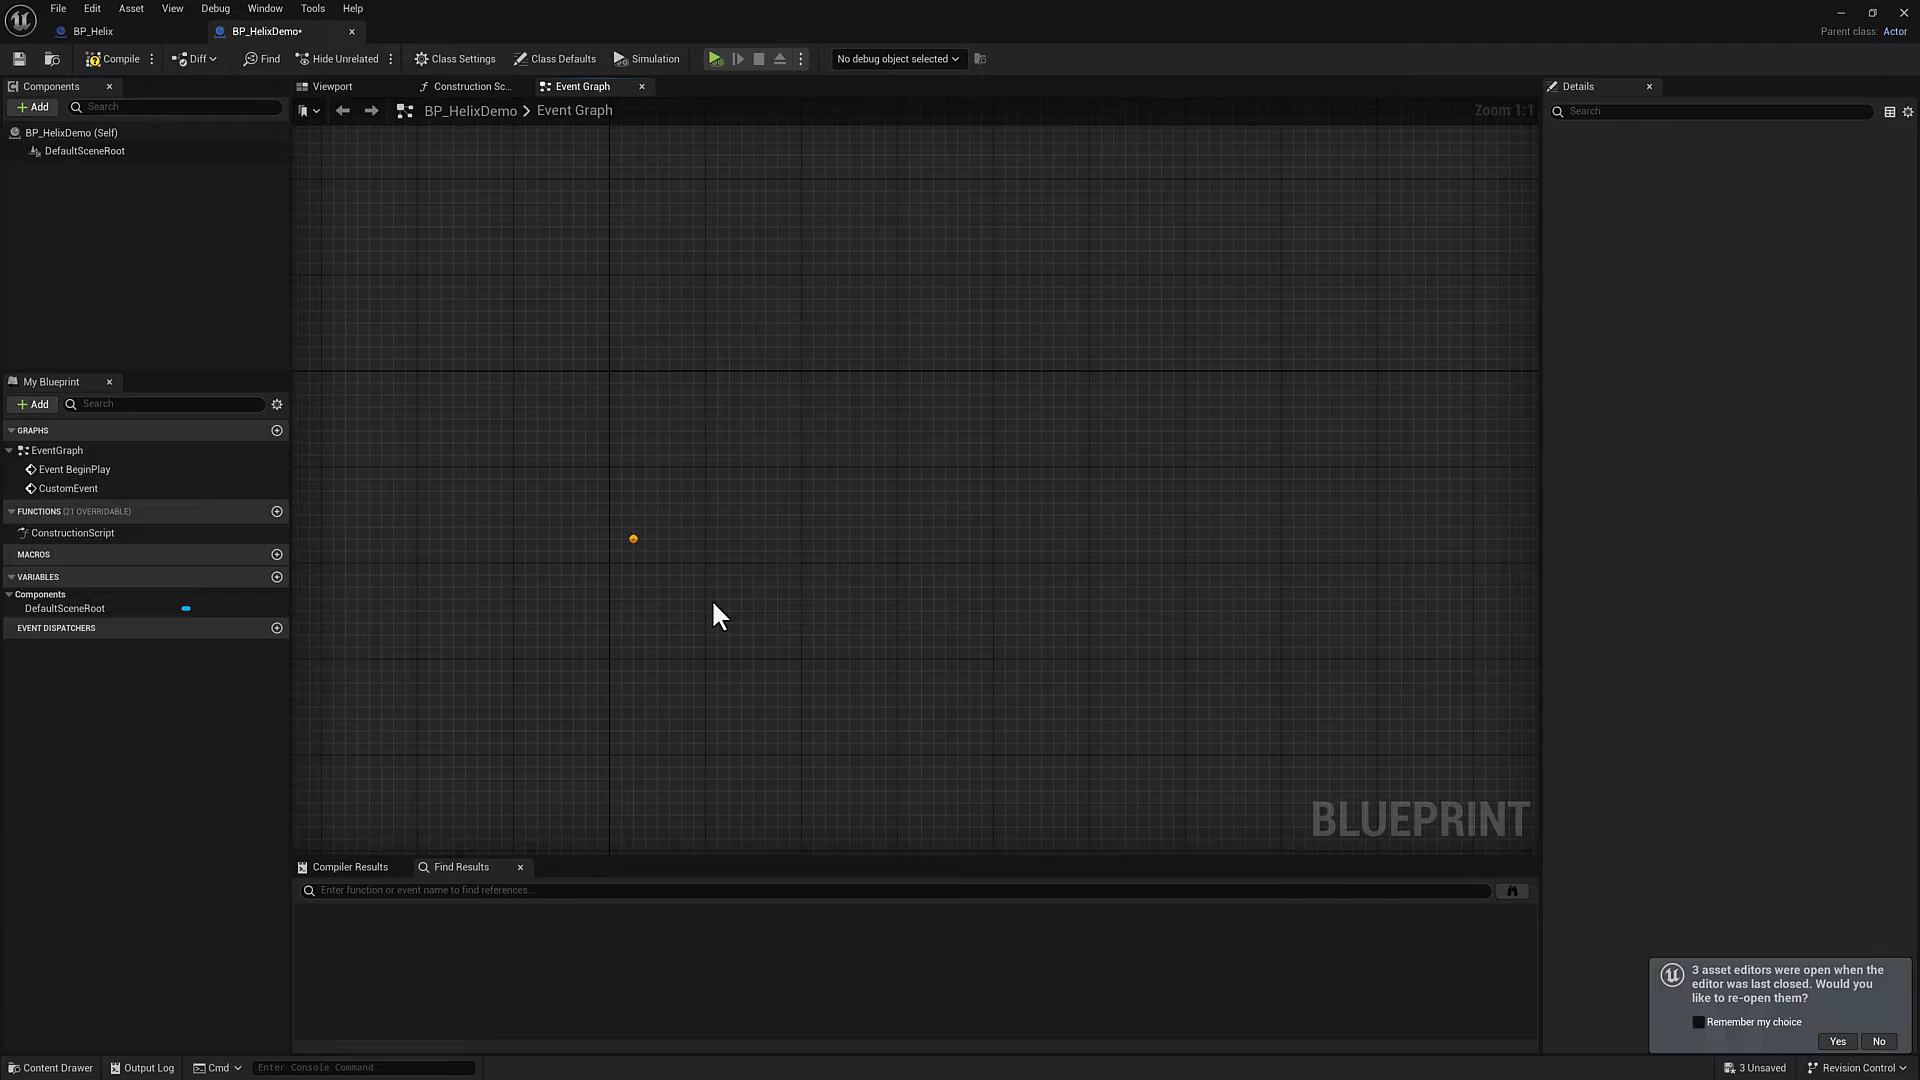 File Edit Asset View Debug Window Tools Help
BP_Helix
BP_HelixDemo•
Parent class: Actor
Compile
Diff
Find
Hide Unrelated
Class Settings
Class Defaults
Simulation
No debug object selected
Components
Add
Search
BP_HelixDemo (Self)
DefaultSceneRoot
Viewport
Construction Sc...
Event Graph
BP_HelixDemo > Event Graph
Zoom 1:1
Details
Search
My Blueprint
Add
Search
GRAPHS
EventGraph
Event BeginPlay
CustomEvent
FUNCTIONS (21 OVERRIDABLE)
ConstructionScript
MACROS
VARIABLES
Components
DefaultSceneRoot
EVENT DISPATCHERS
BLUEPRINT
Compiler Results
Find Results
Enter function or event name to find references...
3 asset editors were open when the
editor was last closed. Would you
like to re-open them?
Remember my choice
Yes No
Content Drawer
Output Log
Cmd
Enter Console Command
3 Unsaved
Revision Control